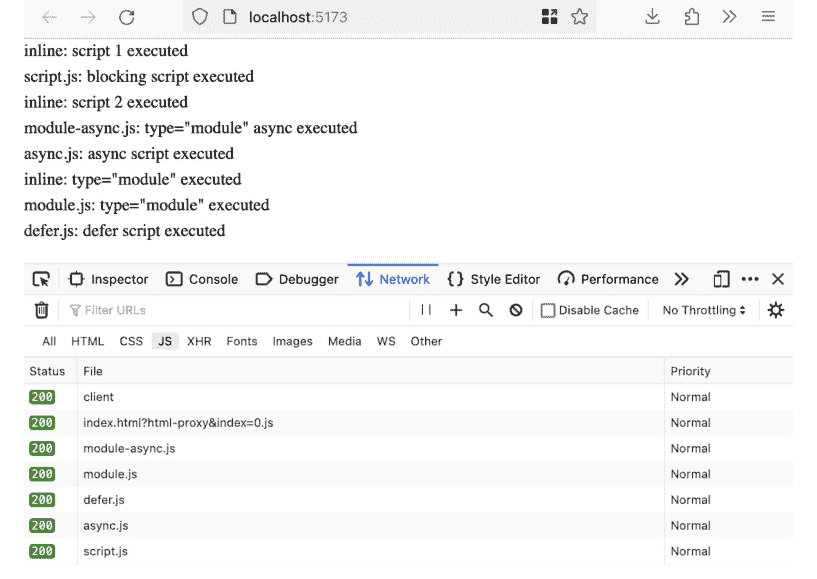 localhost:5173
inline: script 1 executed
script.js: blocking script executed
inline: script 2 executed
module-async.js: type="module" async executed
async.js: async script executed
inline: type="module" executed
module.js: type="module" executed
defer.js: defer script executed
Inspector Console Debugger Network {} Style Editor Performance
Filter URLs Disable Cache No Throttling
All HTML CSS JS XHR Fonts Images Media WS Other
Status File Priority
200 client Normal
200 index.html?html-proxy&index=0.js Normal
200 module-async.js Normal
200 module.js Normal
200 defer.js Normal
200 async.js Normal
200 script.js Normal